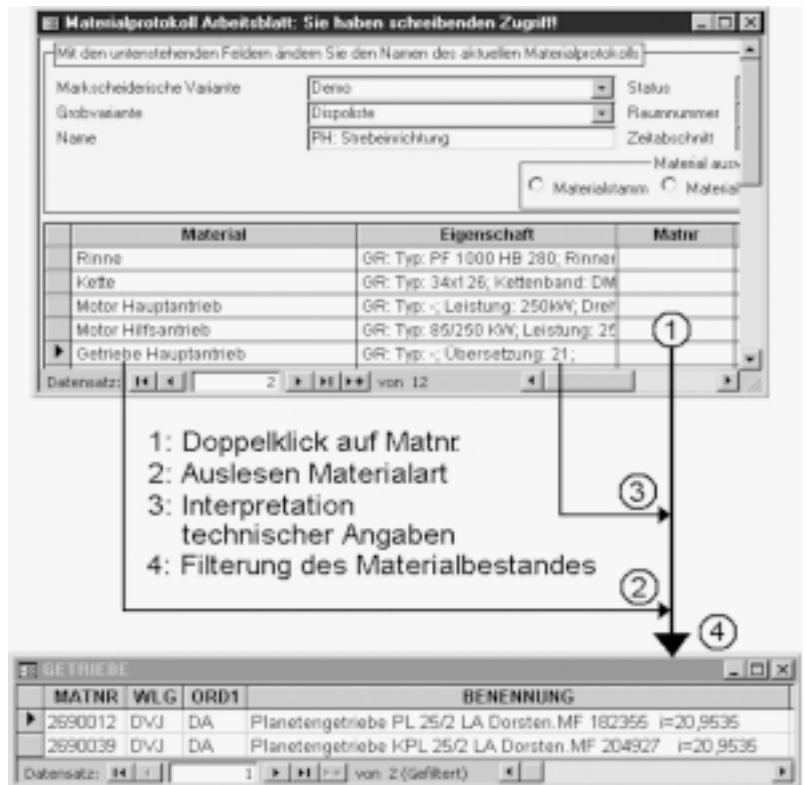 Materialprotokoll Arbeitsblatt: Sie haben schreibenden Zugriff!
Mit den untenstehenden Feldern ändern Sie den Namen des aktuellen Materialprotokolls
Markscheiderische Variante Demo Status
Grobvariante Dispoliste Raumnummer
Name PH: Strebeinrichtung Zeitabschnitt
Material ausw
Materialstamm Material
Material Eigenschaft Matnr
Rinne GR: Typ: PF 1000 HB 280; Rinner
Kette GR: Typ: 34x126; Kettenband: DM
Motor Hauptantrieb GR: Typ: -; Leistung: 250kW; Dreh
Motor Hilfsantrieb GR: Typ: 85/250 KW; Leistung: 25
Getriebe Hauptantrieb GR: Typ: -; Übersetzung: 21;
Datensatz: 2 von 12
1
1: Doppelklick auf Matnr.
2: Auslesen Materialart
3: Interpretation
technischer Angaben
4: Filterung des Materialbestandes
3
2
4
GETRIEBE
MATNR WLG ORD1 BENENNUNG
2690012 DVJ DA Planetengetriebe PL 25/2 LA Dorsten.MF 182355 i=20,9535
2690039 DVJ DA Planetengetriebe KPL 25/2 LA Dorsten.MF 204927 i=20,9535
Datensatz: 1 von 2 (Gefiltert)